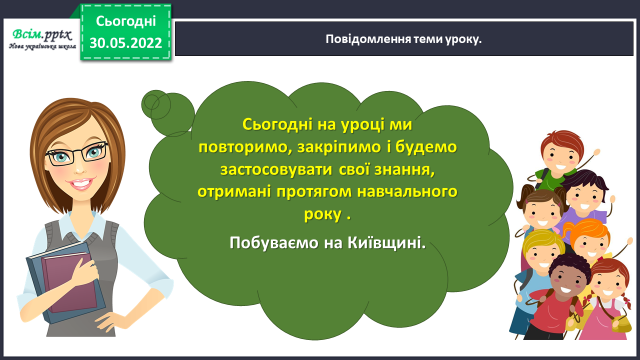 Всім.pptx
Нова українська школа
Сьогодні
30.05.2022
Повідомлення теми уроку.
Сьогодні на уроці ми
повторимо, закріпимо і будемо
застосовувати свої знання,
отримані протягом навчального
року .
Побуваємо на Київщині.